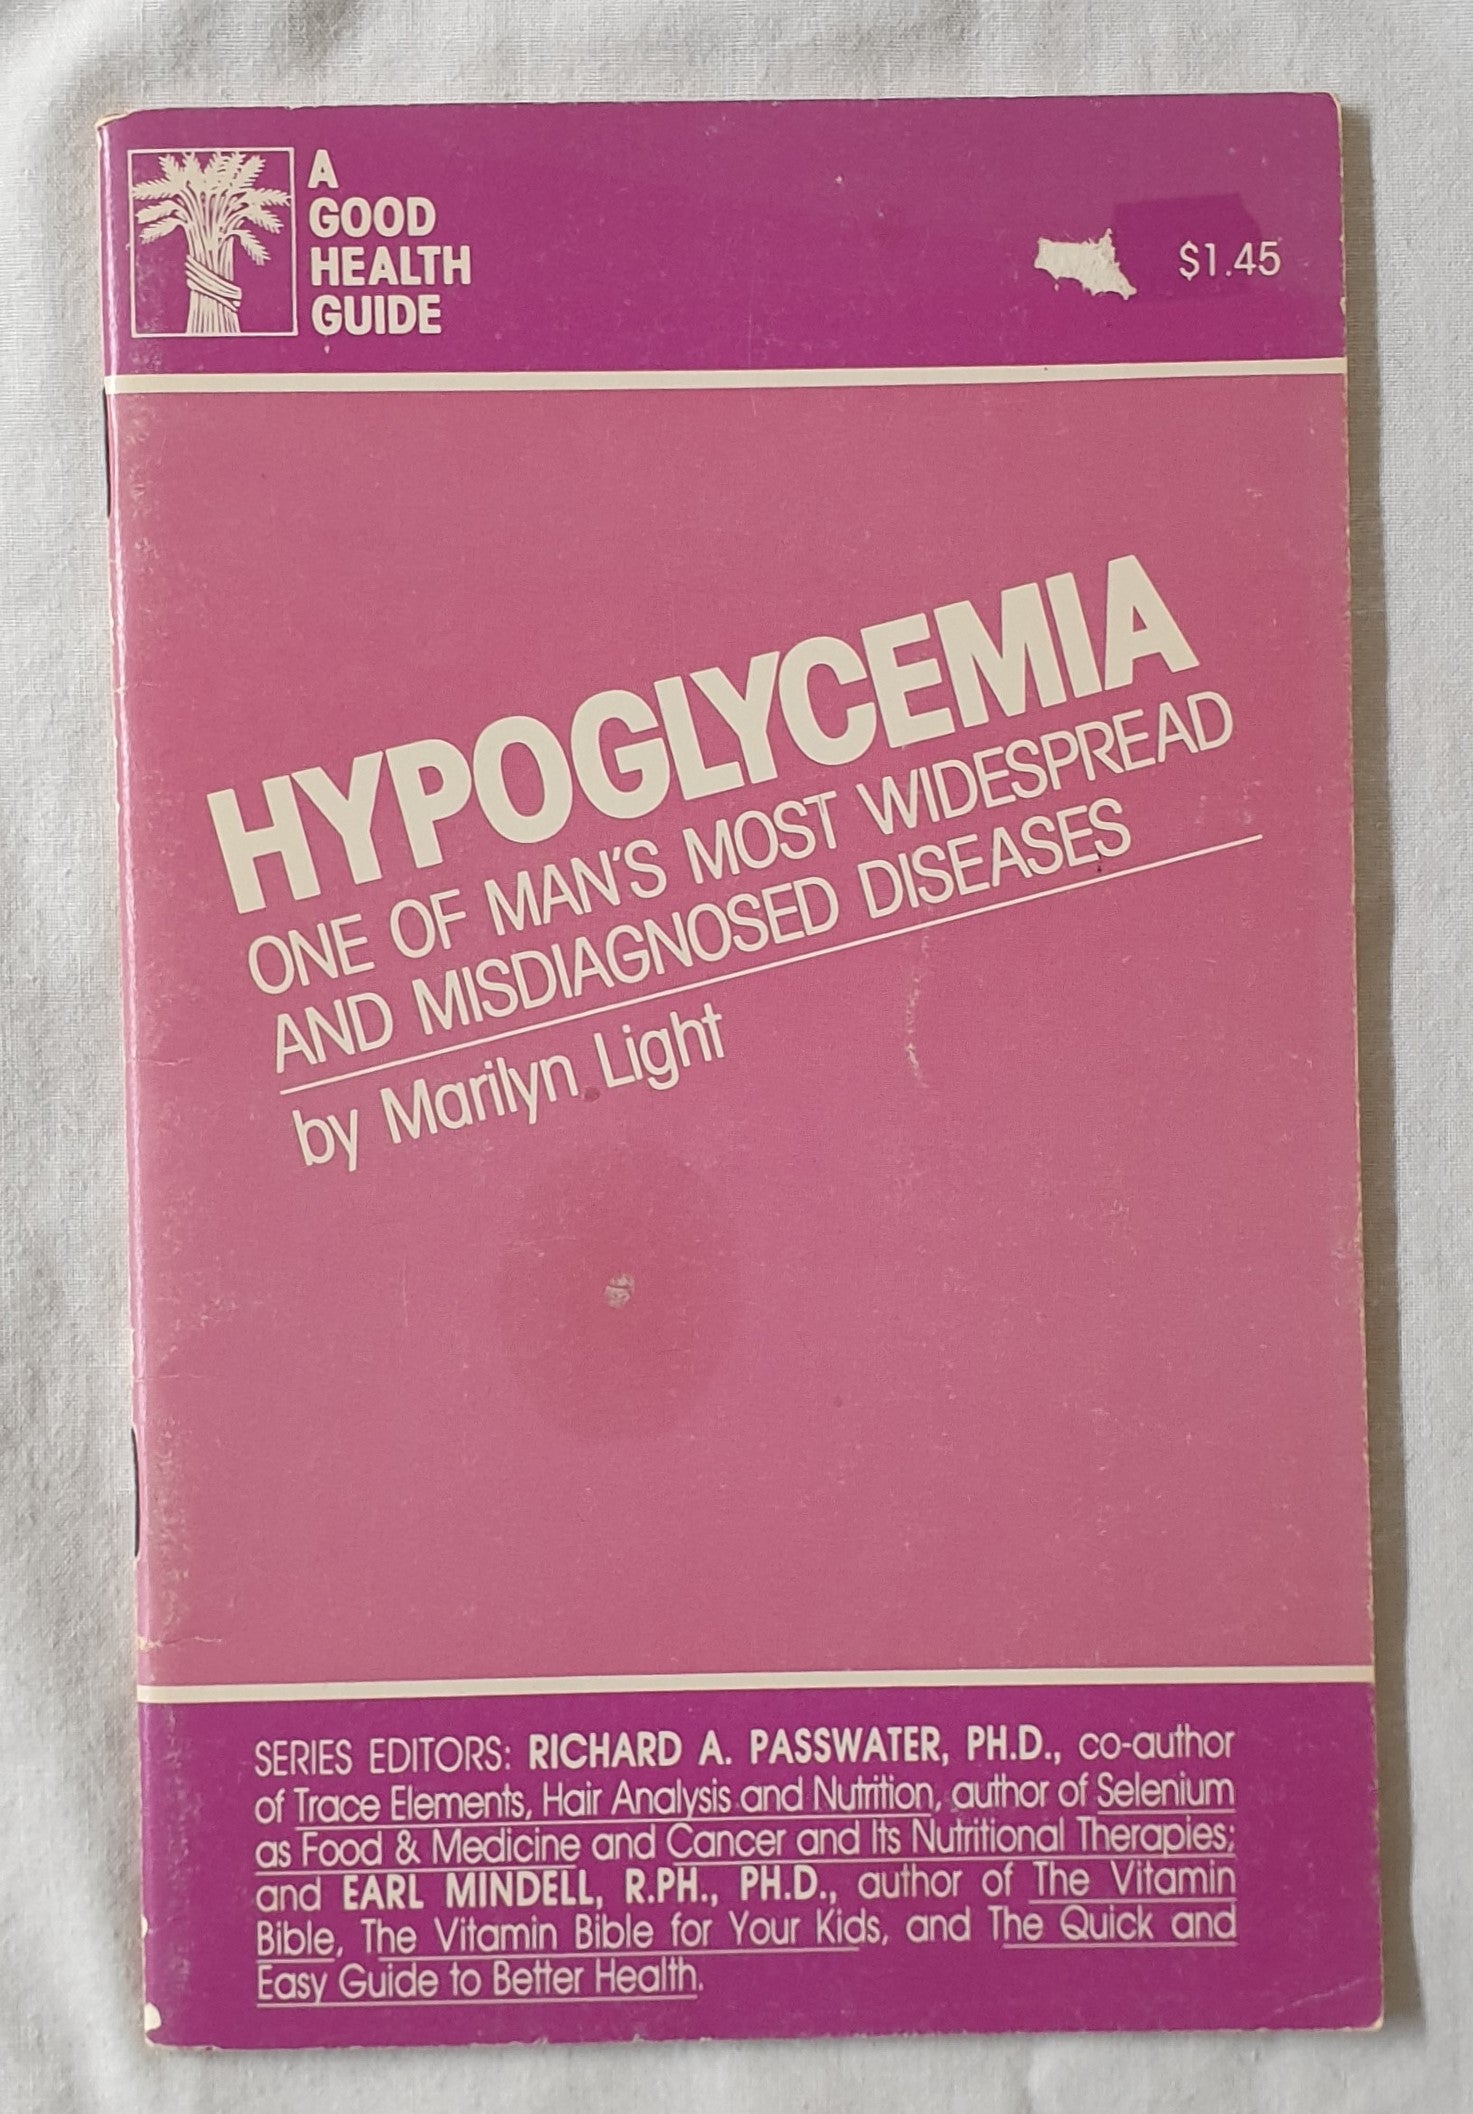 A
GOOD
HEALTH
GUIDE
$1.45
HYPOGLYCEMIA
ONE OF MAN'S MOST WIDESPREAD
AND MISDIAGNOSED DISEASES
by Marilyn Light
SERIES EDITORS: RICHARD A. PASSWATER, PH.D., co-author
of Trace Elements, Hair Analysis and Nutrition, author of Selenium
as Food & Medicine and Cancer and Its Nutritional Therapies;
and EARL MINDELL, R.PH., PH.D., author of The Vitamin
Bible, The Vitamin Bible for Your Kids, and The Quick and
Easy Guide to Better Health.